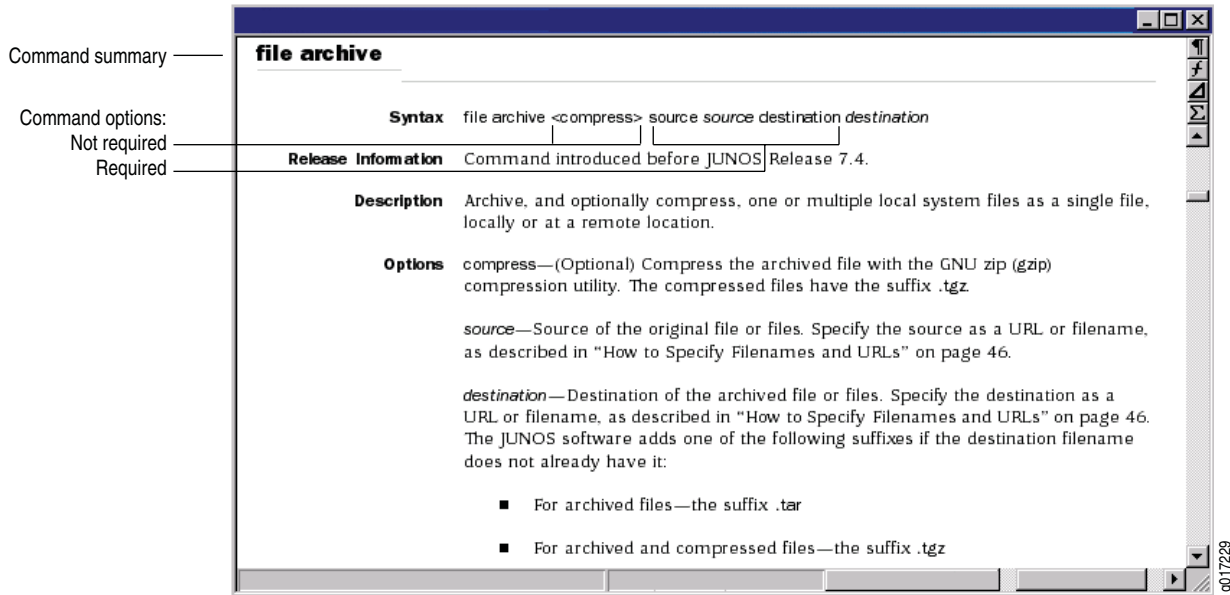 Command summary
file archive
Command options:
Not required
Required
Syntax file archive <compress> source source destination destination
Release Information Command introduced before JUNOS Release 7.4.
Description Archive, and optionally compress, one or multiple local system files as a single file,
locally or at a remote location.
Options compress—(Optional) Compress the archived file with the GNU zip (gzip)
compression utility. The compressed files have the suffix .tgz.
source—Source of the original file or files. Specify the source as a URL or filename,
as described in “How to Specify Filenames and URLs” on page 46.
destination—Destination of the archived file or files. Specify the destination as a
URL or filename, as described in “How to Specify Filenames and URLs” on page 46.
The JUNOS software adds one of the following suffixes if the destination filename
does not already have it:
■ For archived files—the suffix .tar
■ For archived and compressed files—the suffix .tgz
g017229